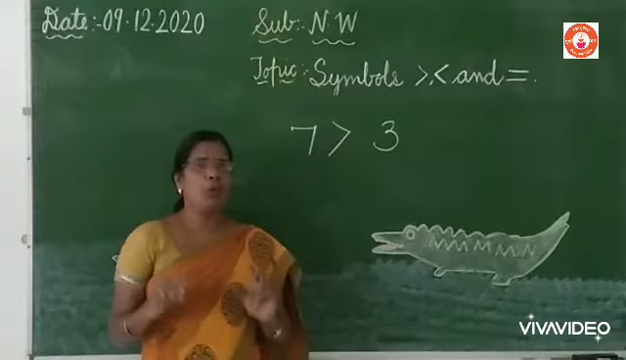 Date:-09.12.2020
Sub:- N.W
Topic:- Symbols >,< and =.
7 > 3
VIVAVIDEO